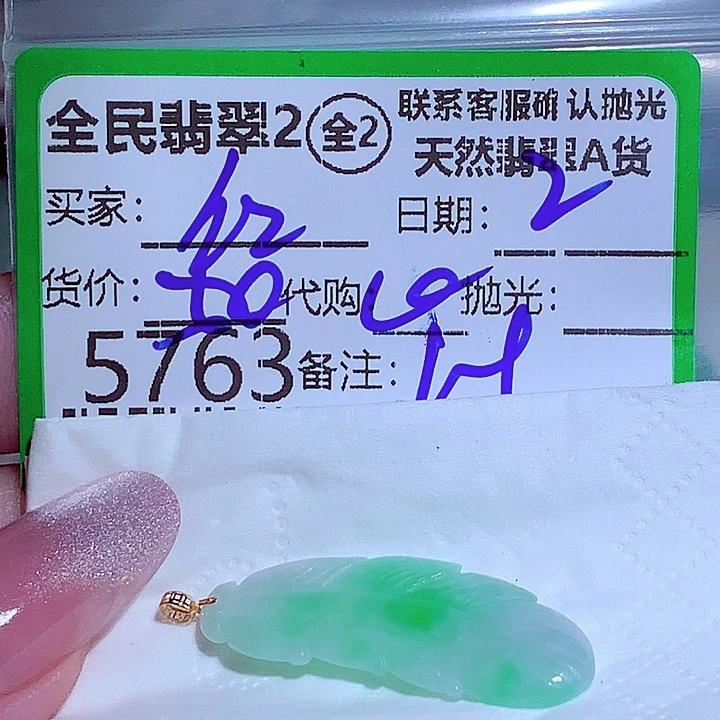 全民翡翠2 全2 联系客服确认抛光
天然翡翠A货
买家： 日期：2
货价： 代购： 抛光：
5763 备注：